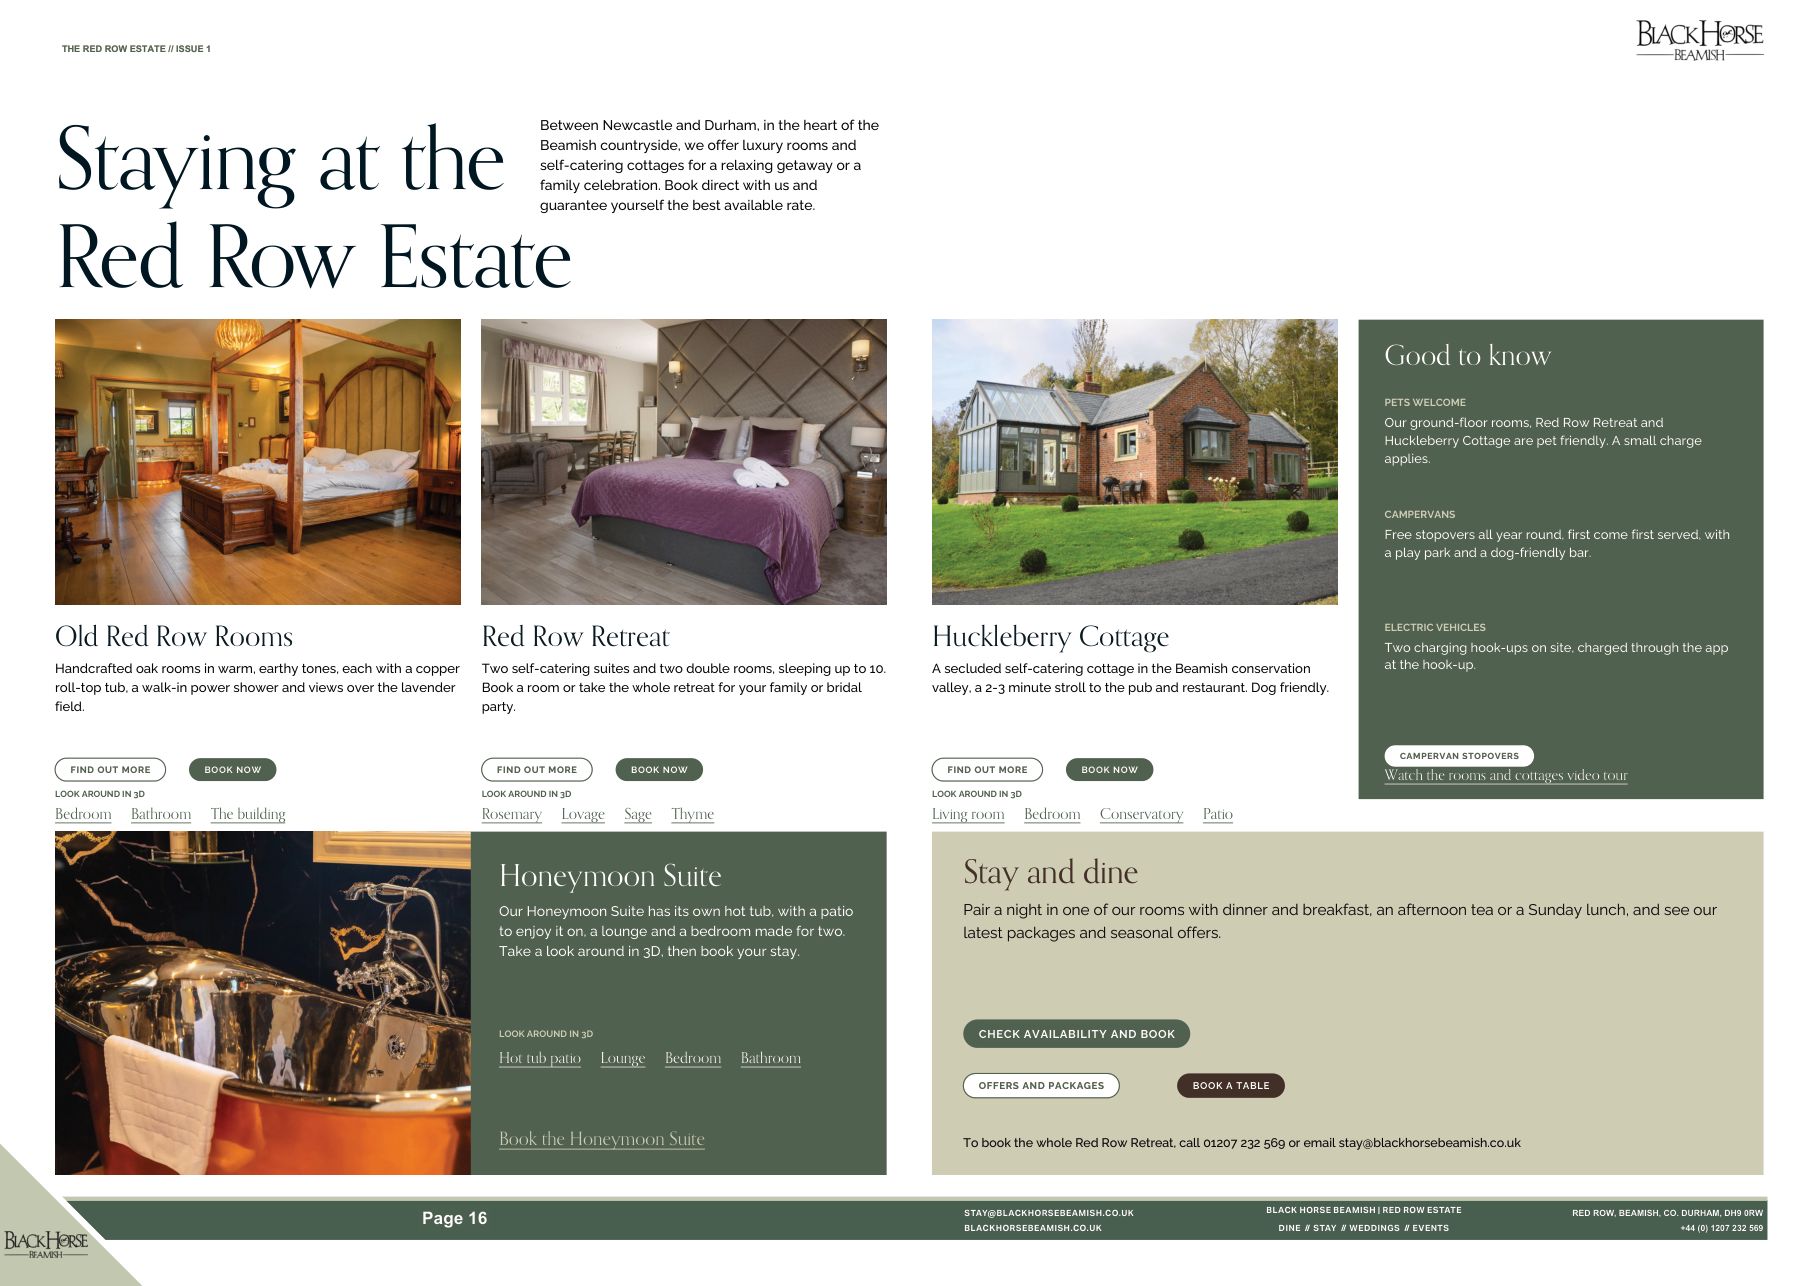 THE RED ROW ESTATE // ISSUE 1
BLACK HORSE
BEAMISH
Staying at the
Red Row Estate
Between Newcastle and Durham, in the heart of the
Beamish countryside, we offer luxury rooms and
self-catering cottages for a relaxing getaway or a
family celebration. Book direct with us and
guarantee yourself the best available rate.
Old Red Row Rooms
Handcrafted oak rooms in warm, earthy tones, each with a copper
roll-top tub, a walk-in power shower and views over the lavender
field.
FIND OUT MORE
BOOK NOW
LOOK AROUND IN 3D
Bedroom Bathroom The building
Red Row Retreat
Two self-catering suites and two double rooms, sleeping up to 10.
Book a room or take the whole retreat for your family or bridal
party.
FIND OUT MORE
BOOK NOW
LOOK AROUND IN 3D
Rosemary Lovage Sage Thyme
Huckleberry Cottage
A secluded self-catering cottage in the Beamish conservation
valley, a 2-3 minute stroll to the pub and restaurant. Dog friendly.
FIND OUT MORE
BOOK NOW
LOOK AROUND IN 3D
Living room Bedroom Conservatory Patio
Good to know
PETS WELCOME
Our ground-floor rooms, Red Row Retreat and
Huckleberry Cottage are pet friendly. A small charge
applies.
CAMPERVANS
Free stopovers all year round, first come first served, with
a play park and a dog-friendly bar.
ELECTRIC VEHICLES
Two charging hook-ups on site, charged through the app
at the hook-up.
CAMPERVAN STOPOVERS
Watch the rooms and cottages video tour
Honeymoon Suite
Our Honeymoon Suite has its own hot tub, with a patio
to enjoy it on, a lounge and a bedroom made for two.
Take a look around in 3D, then book your stay.
LOOK AROUND IN 3D
Hot tub patio Lounge Bedroom Bathroom
Book the Honeymoon Suite
Stay and dine
Pair a night in one of our rooms with dinner and breakfast, an afternoon tea or a Sunday lunch, and see our
latest packages and seasonal offers.
CHECK AVAILABILITY AND BOOK
OFFERS AND PACKAGES
BOOK A TABLE
To book the whole Red Row Retreat, call 01207 232 569 or email stay@blackhorsebeamish.co.uk
BLACK HORSE
BEAMISH
Page 16
STAY@BLACKHORSEBEAMISH.CO.UK
BLACKHORSEBEAMISH.CO.UK
BLACK HORSE BEAMISH | RED ROW ESTATE
DINE // STAY // WEDDINGS // EVENTS
RED ROW, BEAMISH, CO. DURHAM, DH9 0RW
+44 (0) 1207 232 569